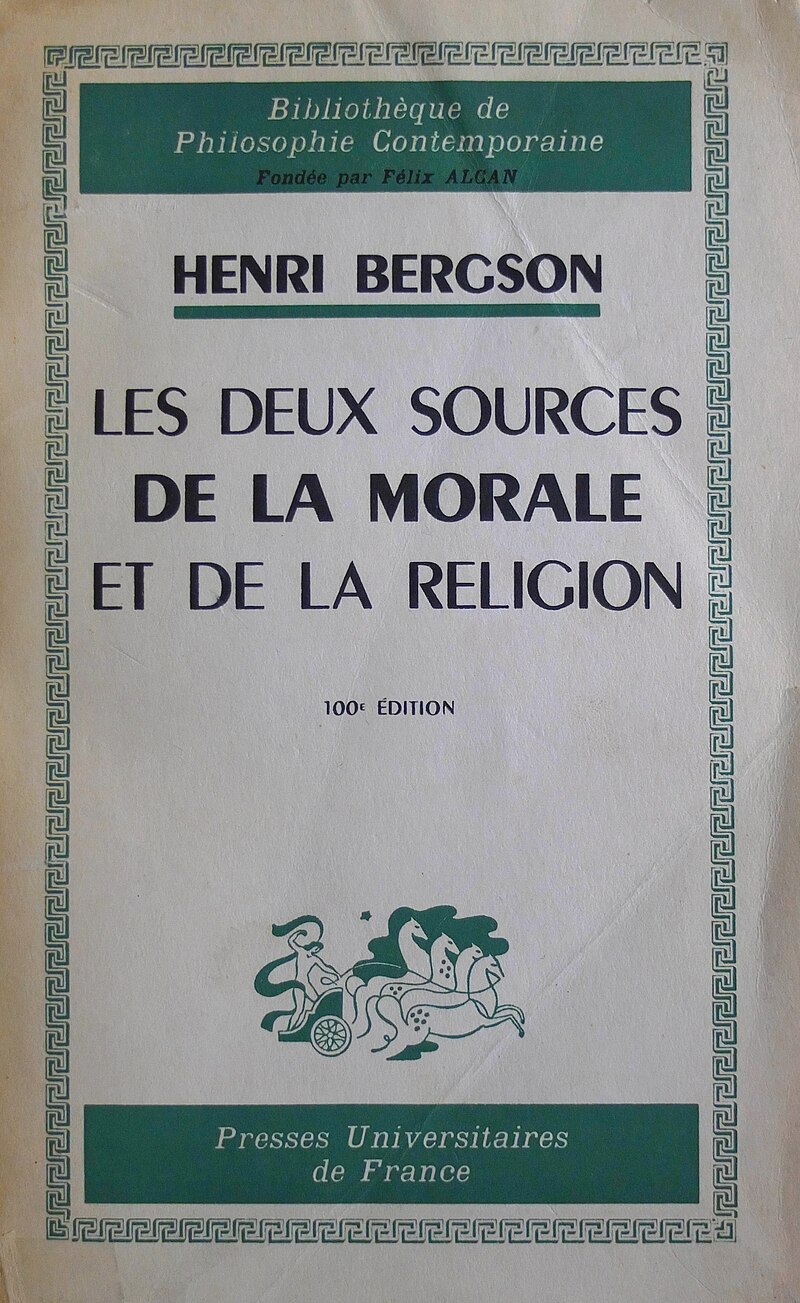 Bibliothèque de
Philosophie Contemporaine
Fondée par Félix ALCAN
HENRI BERGSON
LES DEUX SOURCES
DE LA MORALE
ET DE LA RELIGION
100e ÉDITION
Presses Universitaires
de France